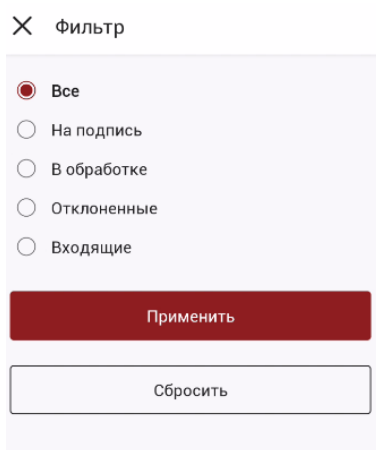 Фильтр
Все
На подпись
В обработке
Отклоненные
Входящие
Применить
Сбросить